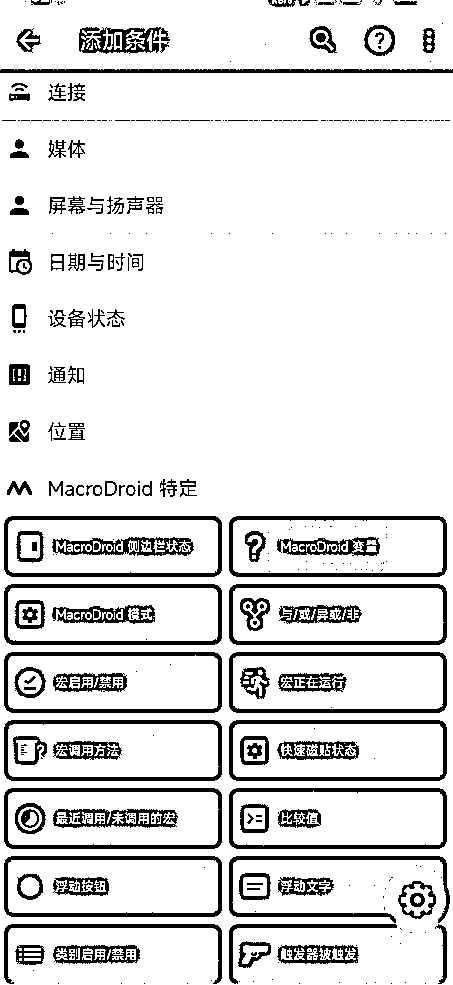 添加条件
连接
媒体
屏幕与扬声器
日期与时间
设备状态
通知
位置
MacroDroid 特定
MacroDroid 侧边栏状态
MacroDroid 变量
MacroDroid 模式
与/或/异或/非
宏启用/禁用
宏正在运行
宏调用方法
快速磁贴状态
最近调用/未调用的宏
比较值
浮动按钮
浮动文字
类别启用/禁用
触发器被触发